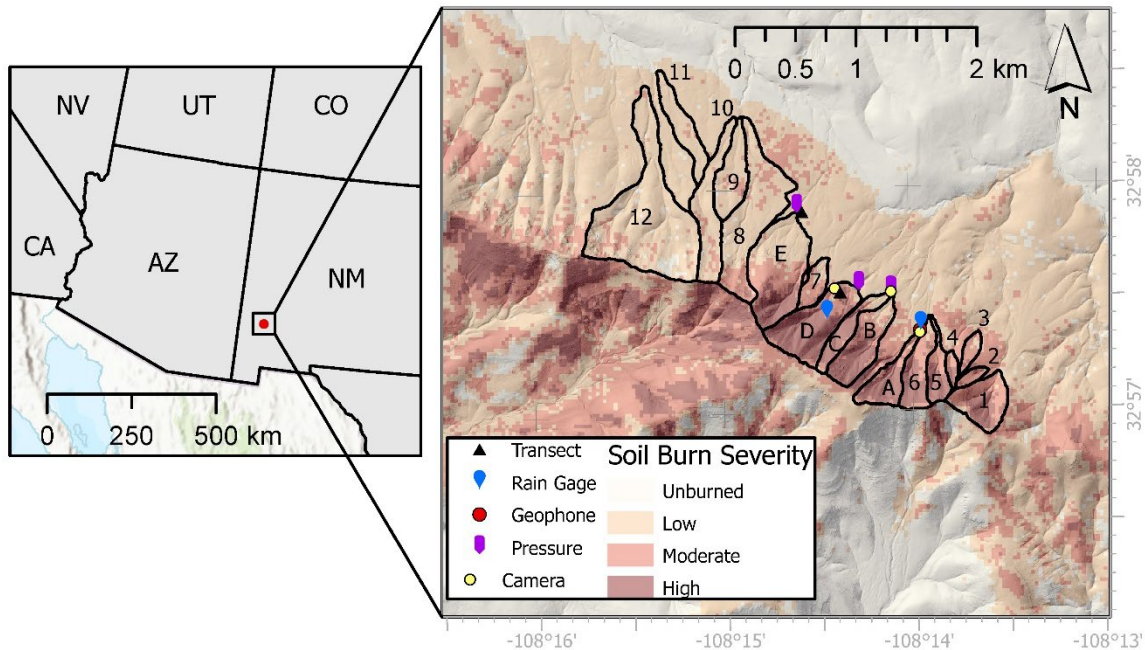 NV
UT
CO
CA
AZ
NM
0 250 500 km
0 0.5 1 2 km
N
11
10
9
12
8
E
7
D
C
B
A
6
5
4
3
2
1
32°58'
32°57'
Transect
Rain Gage
Geophone
Pressure
Camera
Soil Burn Severity
Unburned
Low
Moderate
High
-108°16' -108°15' -108°14' -108°13'